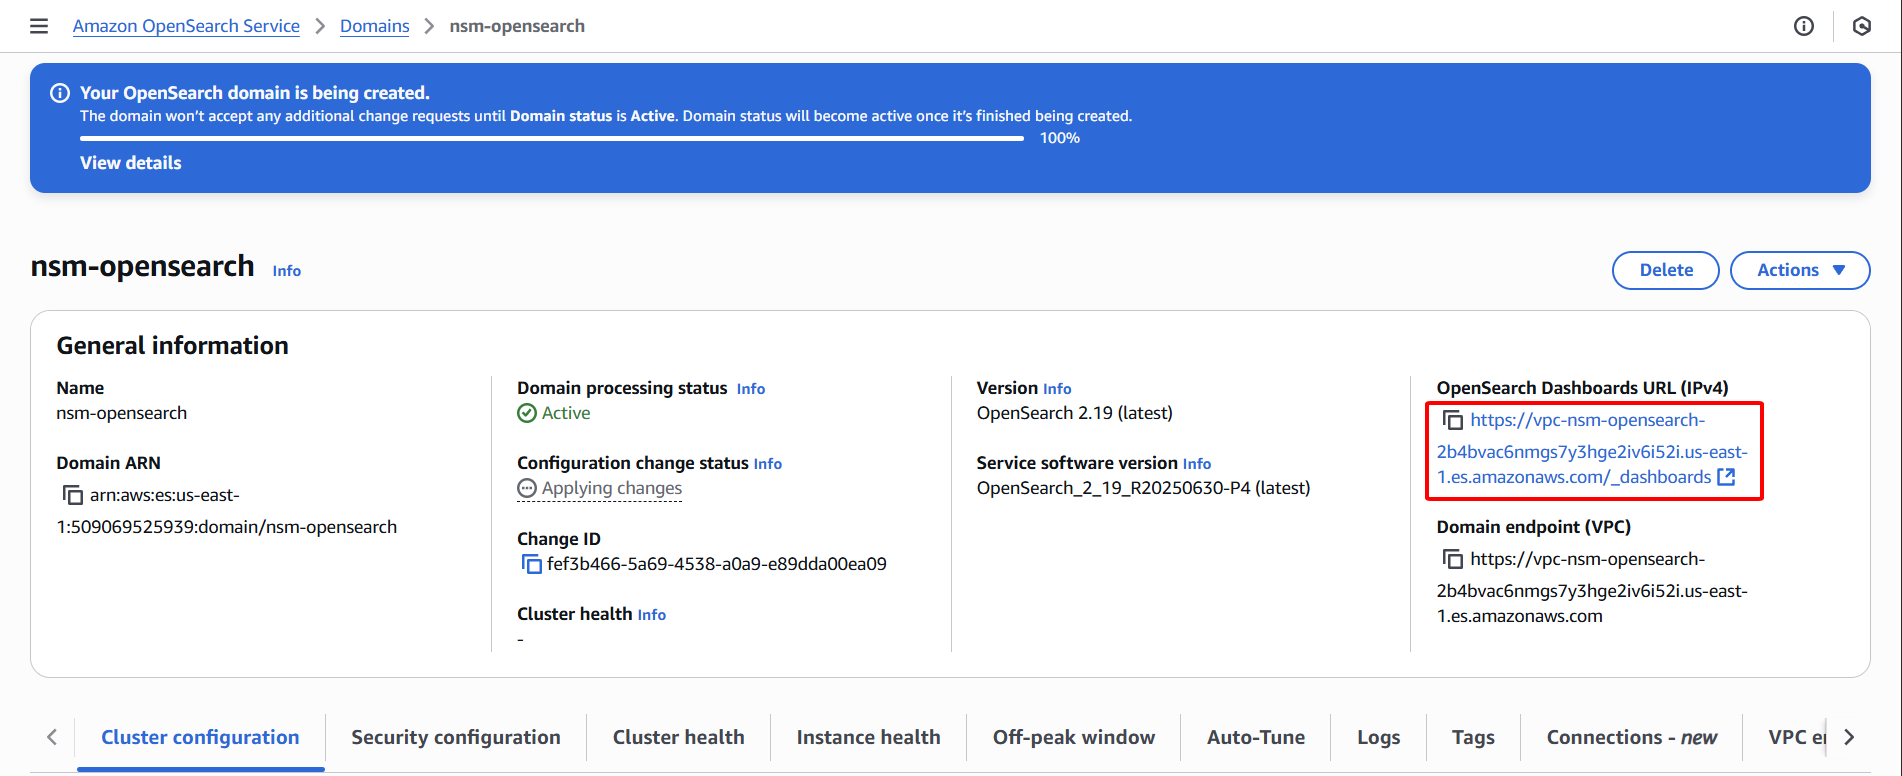 Amazon OpenSearch Service > Domains > nsm-opensearch
Your OpenSearch domain is being created.
The domain won't accept any additional change requests until Domain status is Active. Domain status will become active once it's finished being created.
100%
View details
nsm-opensearch Info
Delete
Actions
General information
Name
nsm-opensearch
Domain ARN
arn:aws:es:us-east-
1:509069525939:domain/nsm-opensearch
Domain processing status Info
Active
Configuration change status Info
Applying changes
Change ID
fef3b466-5a69-4538-a0a9-e89dda00ea09
Cluster health Info
-
Version Info
OpenSearch 2.19 (latest)
Service software version Info
OpenSearch_2_19_R20250630-P4 (latest)
OpenSearch Dashboards URL (IPv4)
https://vpc-nsm-opensearch-
2b4bvac6nmgs7y3hge2iv6i52i.us-east-
1.es.amazonaws.com/_dashboards
Domain endpoint (VPC)
https://vpc-nsm-opensearch-
2b4bvac6nmgs7y3hge2iv6i52i.us-east-
1.es.amazonaws.com
Cluster configuration
Security configuration
Cluster health
Instance health
Off-peak window
Auto-Tune
Logs
Tags
Connections - new
VPC